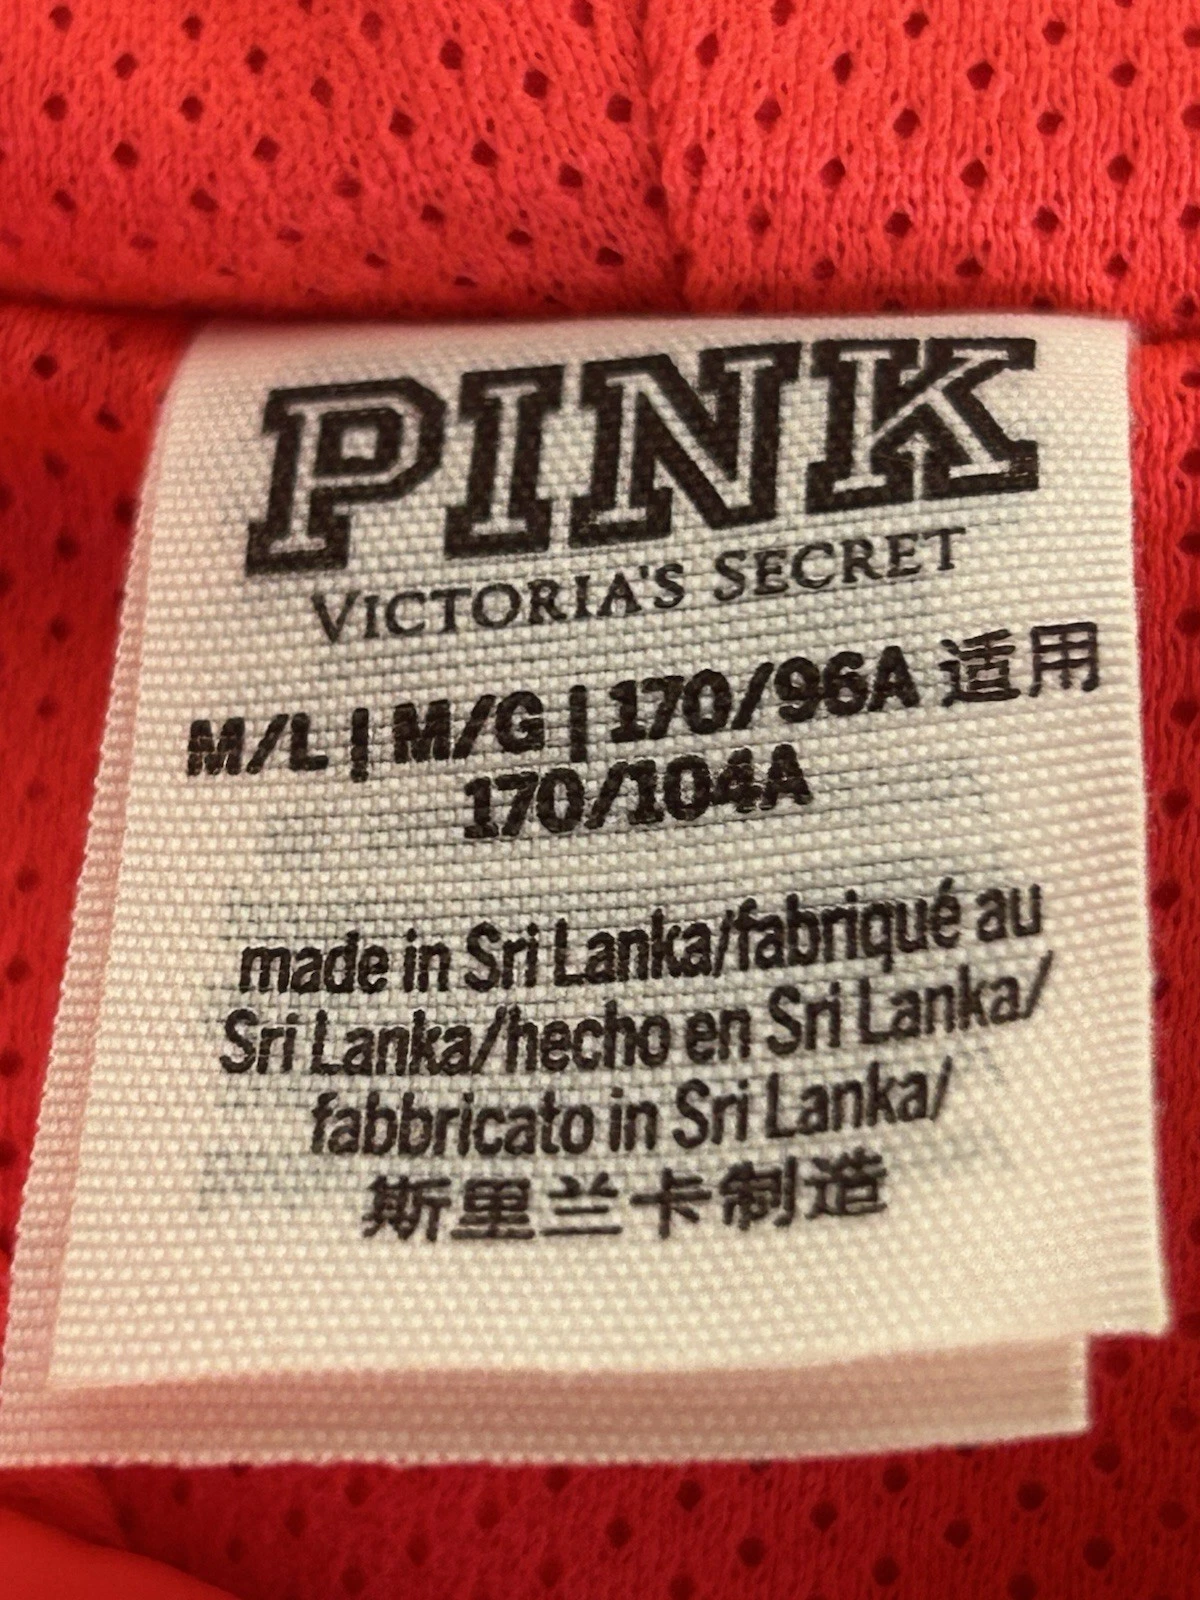 PINK
VICTORIA'S SECRET
M/L | M/G | 170/96A 适用
170/104A
made in Sri Lanka/fabriqué au
Sri Lanka/hecho en Sri Lanka/
fabbricato in Sri Lanka/
斯里兰卡制造